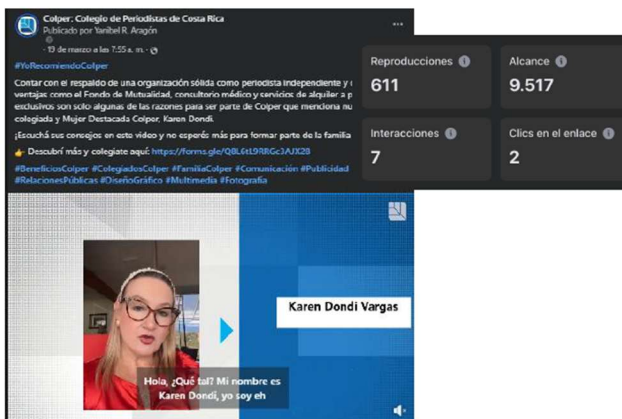 Colper: Colegio de Periodistas de Costa Rica
Publicado por Yanibel R. Aragón
· 19 de marzo a las 7:55 a. m. ·
#YoRecomiendoColper
Contar con el respaldo de una organización sólida como periodista independiente y
ventajas como el Fondo de Mutualidad, consultorio médico y servicios de alquiler a p
exclusivos son solo algunas de las razones para ser parte de Colper que menciona nu
colegiada y Mujer Destacada Colper, Karen Dondi.
¡Escuchá sus consejos en este video y no esperés más para formar parte de la familia
Descubrí más y colegiate aquí:
#BeneficiosColper #ColegiadosColper #FamiliaColper #Comunicación #Publicidad
#RelacionesPúblicas #DiseñoGráfico #Multimedia #Fotografía
Reproducciones
611
Alcance
9.517
Interacciones
7
Clics en el enlace
2
Karen Dondi Vargas
Hola, ¿Qué tal? Mi nombre es
Karen Dondi, yo soy eh